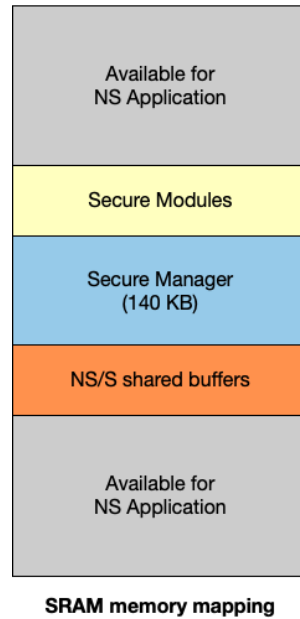 Available for
NS Application
Secure Modules
Secure Manager
(140 KB)
NS/S shared buffers
Available for
NS Application
SRAM memory mapping